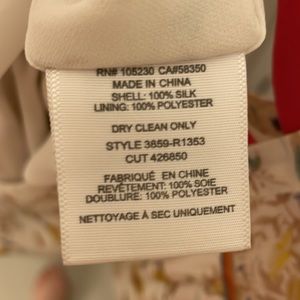 RN# 105230 CA#58350
MADE IN CHINA
SHELL: 100% SILK
LINING: 100% POLYESTER
DRY CLEAN ONLY
STYLE 3859-R1353
CUT 426850
FABRIQUÉ EN CHINE
REVÊTEMENT: 100% SOIE
DOUBLURE: 100% POLYESTER
NETTOYAGE À SEC UNIQUEMENT